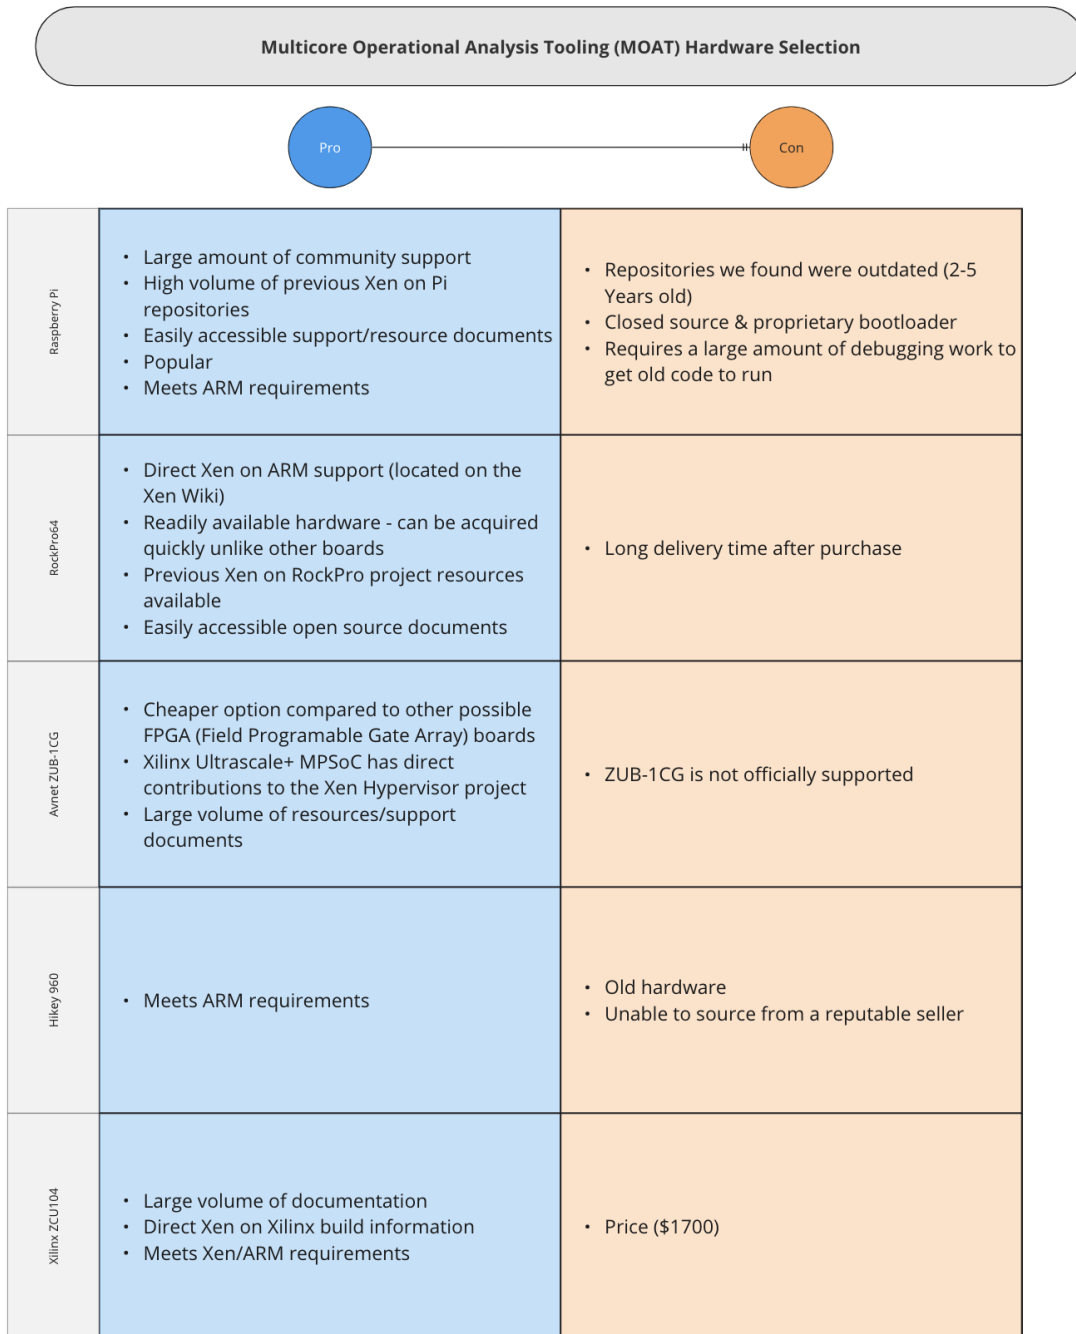 Multicore Operational Analysis Tooling (MOAT) Hardware Selection
Pro
Con
Raspberry Pi
• Large amount of community support
• High volume of previous Xen on Pi
repositories
• Easily accessible support/resource documents
• Popular
• Meets ARM requirements
• Repositories we found were outdated (2-5
Years old)
• Closed source & proprietary bootloader
• Requires a large amount of debugging work to
get old code to run
RockPro64
• Direct Xen on ARM support (located on the
Xen Wiki)
• Readily available hardware - can be acquired
quickly unlike other boards
• Previous Xen on RockPro project resources
available
• Easily accessible open source documents
• Long delivery time after purchase
Avnet ZUB-1CG
• Cheaper option compared to other possible
FPGA (Field Programable Gate Array) boards
• Xilinx Ultrascale+ MPSoC has direct
contributions to the Xen Hypervisor project
• Large volume of resources/support
documents
• ZUB-1CG is not officially supported
Hikey 960
• Meets ARM requirements
• Old hardware
• Unable to source from a reputable seller
Xilinx ZCU104
• Large volume of documentation
• Direct Xen on Xilinx build information
• Meets Xen/ARM requirements
• Price ($1700)